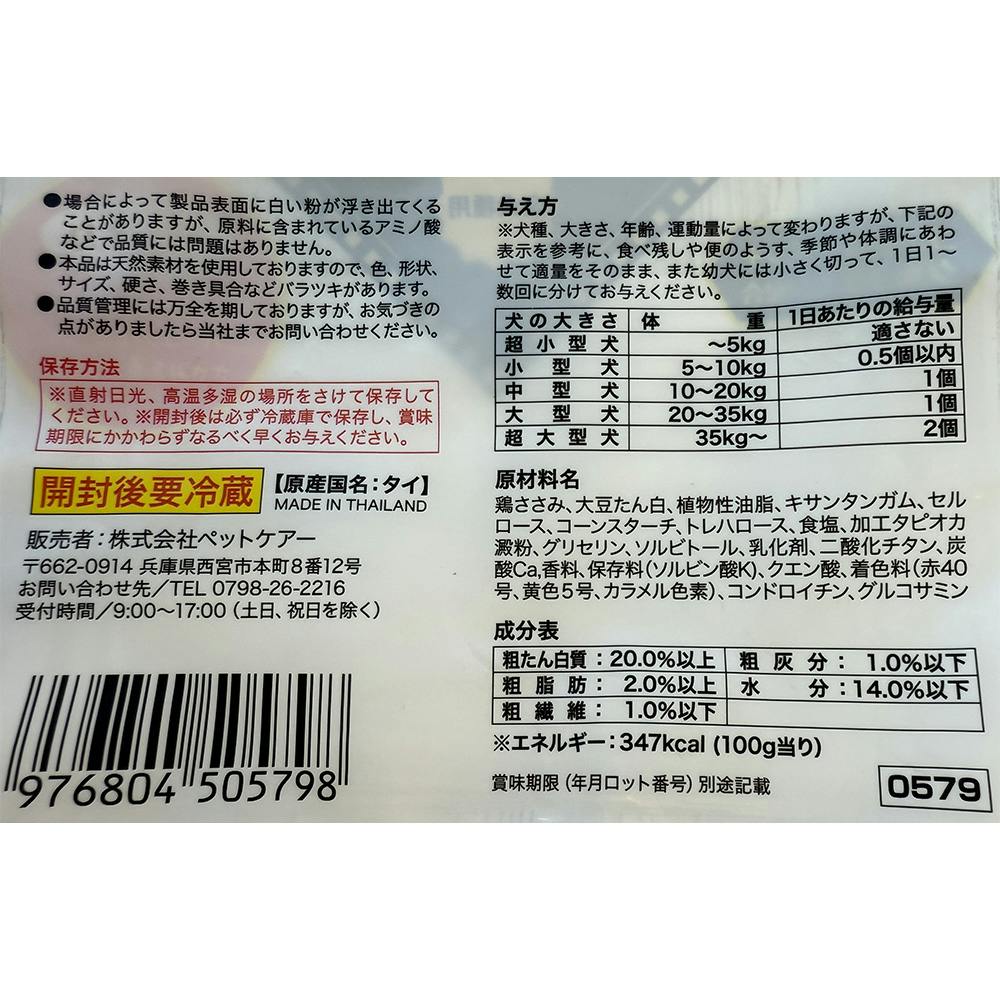 ●場合によって製品表面に白い粉が浮き出てくる
ことがありますが、原料に含まれているアミノ酸
などで品質には問題はありません。
●本品は天然素材を使用しておりますので、色、形状、
サイズ、硬さ、巻き具合などバラツキがあります。
●品質管理には万全を期しておりますが、お気づきの
点がありましたら当社までお問い合わせください。
保存方法
※直射日光、高温多湿の場所をさけて保存して
ください。※開封後は必ず冷蔵庫で保存し、賞味
期限にかかわらずなるべく早くお与えください。
開封後要冷蔵
【原産国名：タイ】
MADE IN THAILAND
販売者：株式会社ペットケアー
〒662-0914 兵庫県西宮市本町8番12号
お問い合わせ先／TEL 0798-26-2216
受付時間／9:00〜17:00（土日、祝日を除く）
976804 505798
与え方
※犬種、大きさ、年齢、運動量によって変わりますが、下記の
表示を参考に、食べ残しや便のようす、季節や体調にあわ
せて適量をそのまま、また幼犬には小さく切って、1日1〜
数回に分けてお与えください。
犬の大きさ 体重 1日あたりの給与量
超小型犬 〜5kg 適さない
小型犬 5〜10kg 0.5個以内
中型犬 10〜20kg 1個
大型犬 20〜35kg 1個
超大型犬 35kg〜 2個
原材料名
鶏ささみ、大豆たん白、植物性油脂、キサンタンガム、セル
ロース、コーンスターチ、トレハロース、食塩、加工タピオカ
澱粉、グリセリン、ソルビトール、乳化剤、二酸化チタン、炭
酸Ca,香料、保存料（ソルビン酸K）、クエン酸、着色料（赤40
号、黄色5号、カラメル色素）、コンドロイチン、グルコサミン
成分表
粗たん白質：20.0%以上 粗灰分：1.0%以下
粗脂肪：2.0%以上 水分：14.0%以下
粗繊維：1.0%以下
※エネルギー：347kcal (100g当り)
賞味期限（年月ロット番号）別途記載
0579